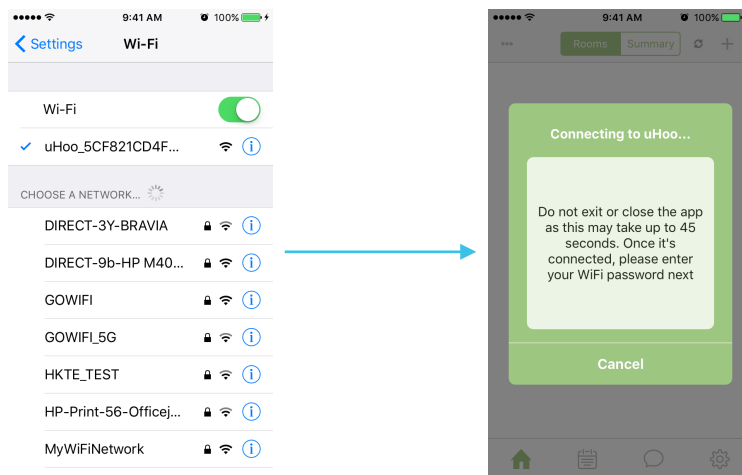 9:41 AM 100%
Settings Wi-Fi
Wi-Fi
uHoo_5CF821CD4F...
CHOOSE A NETWORK...
DIRECT-3Y-BRAVIA
DIRECT-9b-HP M40...
GOWIFI
GOWIFI_5G
HKTE_TEST
HP-Print-56-Officej...
MyWiFiNetwork
9:41 AM 100%
Rooms Summary
Connecting to uHoo...
Do not exit or close the app
as this may take up to 45
seconds. Once it's
connected, please enter
your WiFi password next
Cancel